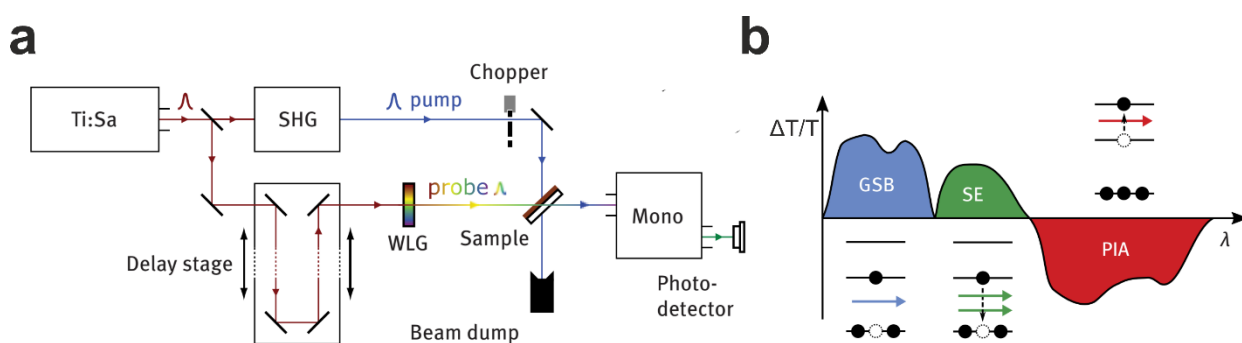 a
Ti:Sa
SHG
pump
Chopper
Delay stage
WLG
probe
Sample
Mono
Beam dump
Photo-
detector
b
ΔT/T
GSB
SE
PIA
λ